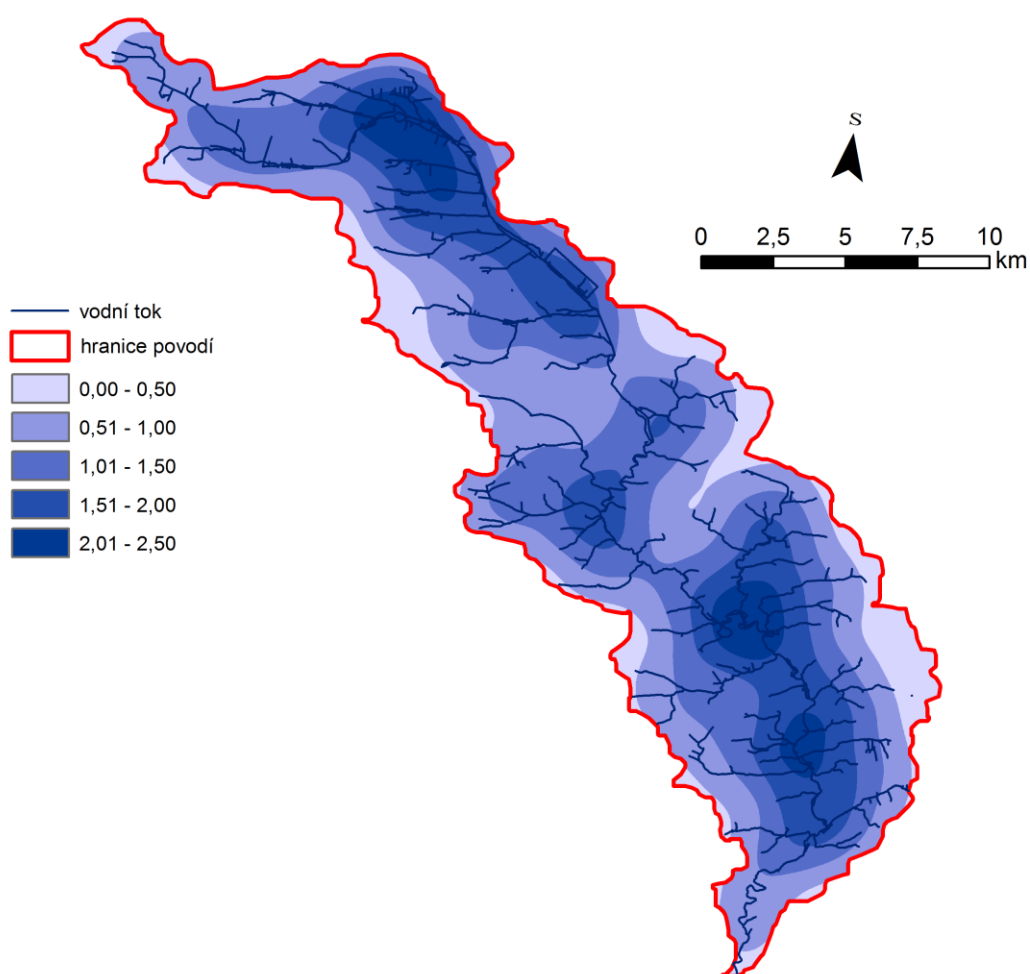 S
0 2,5 5 7,5 10
km
vodní tok
hranice povodí
0,00 - 0,50
0,51 - 1,00
1,01 - 1,50
1,51 - 2,00
2,01 - 2,50